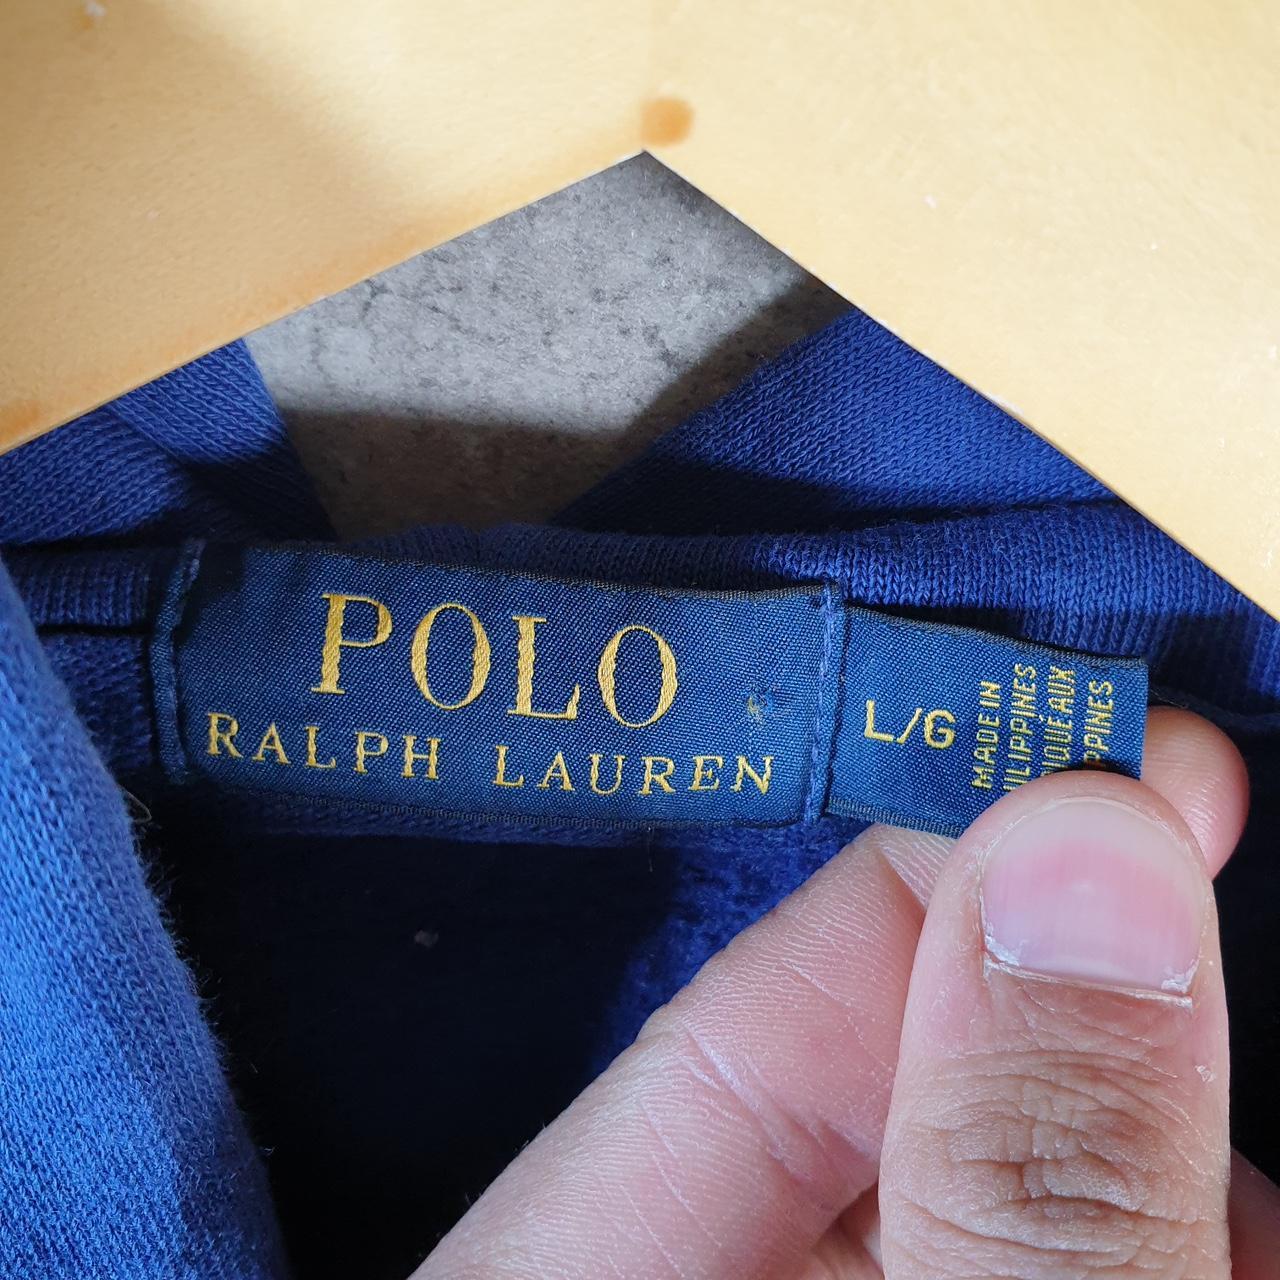 POLO
RALPH LAUREN
L/G
MADE IN